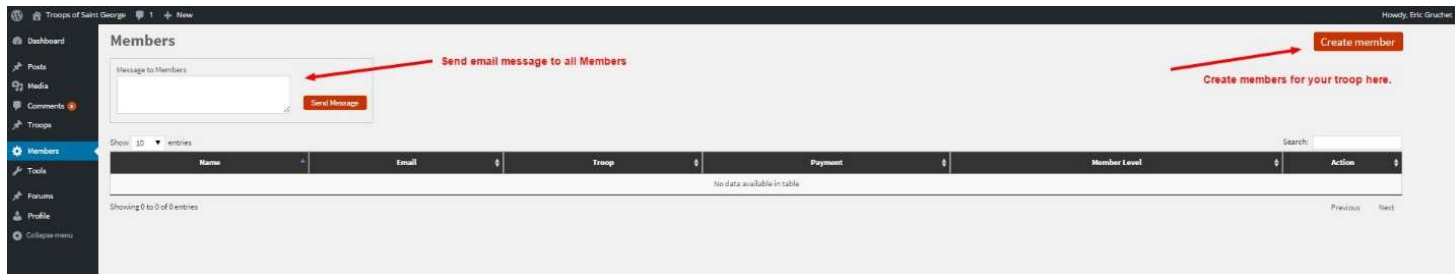 Troops of Saint George 1 + New Howdy, Eric Gruchet
Dashboard
Posts
Media
Comments
Troops
Members
Tools
Forums
Profile
Collapse menu
Members Create member
Message to Members
Send Message
Send email message to all Members
Create members for your troop here.
Show 10 entries Search:
Name Email Troop Payment Member Level Action
No data available in table
Showing 0 to 0 of 0 entries Previous Next